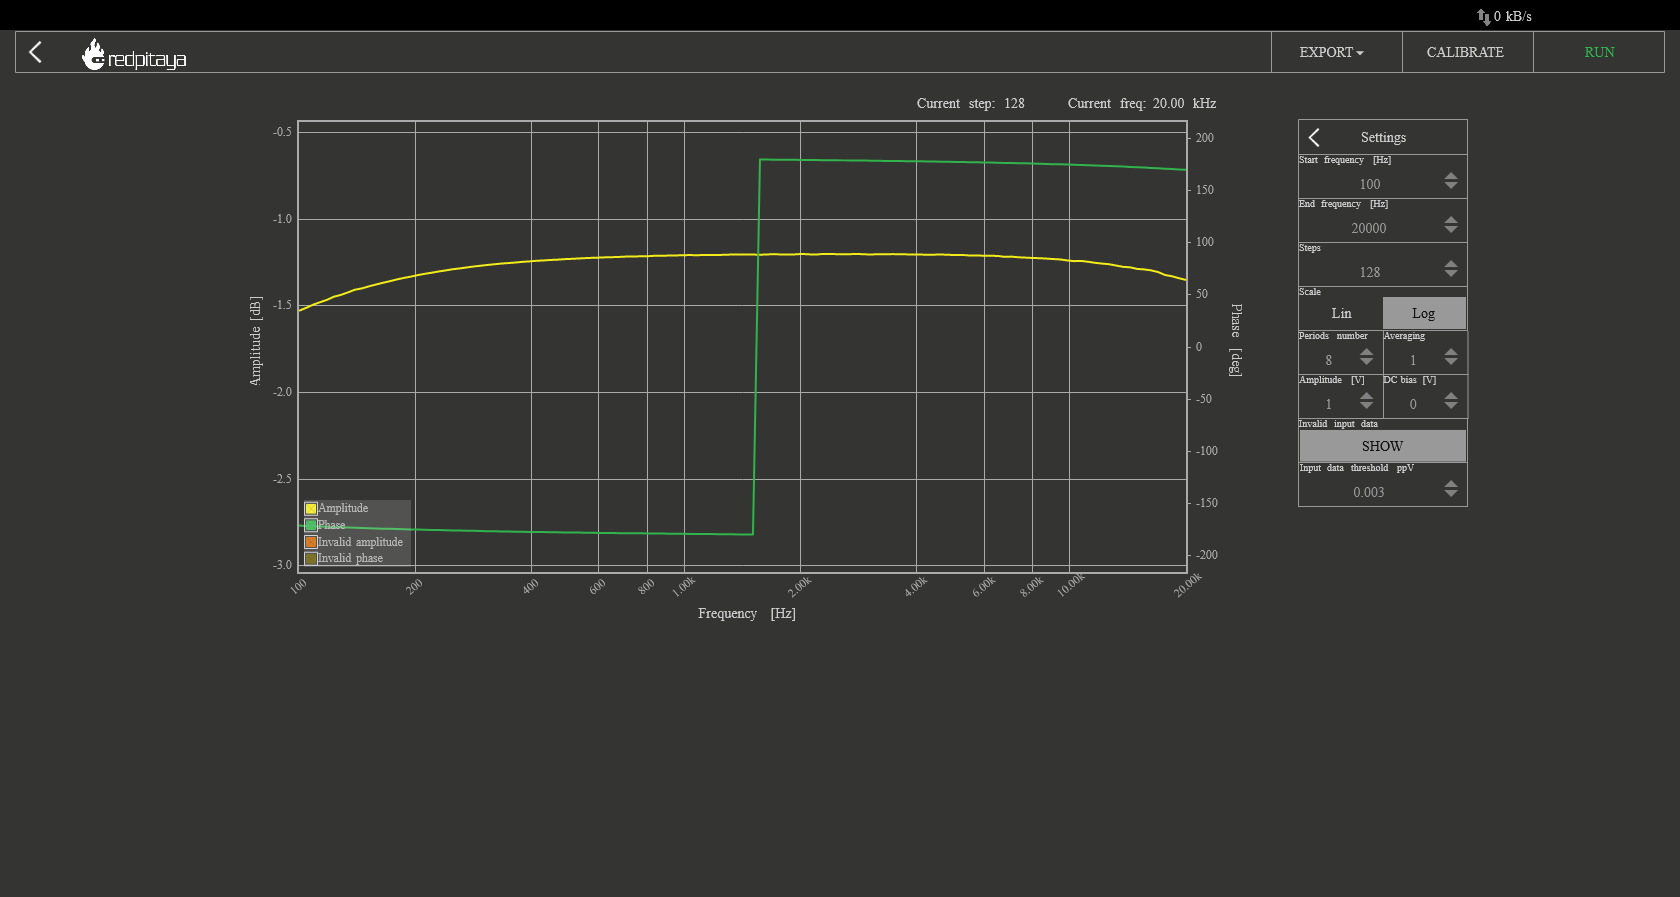 0 kB/s
redpitaya
EXPORT
CALIBRATE
RUN
Current step: 128
Current freq: 20.00 kHz
-0.5
-1.0
-1.5
-2.0
-2.5
-3.0
Amplitude [dB]
200
150
100
50
0
-50
-100
-150
-200
Phase [deg]
Amplitude
Phase
Invalid amplitude
Invalid phase
100
200
400
600
800
1.00k
2.00k
4.00k
6.00k
8.00k
10.00k
20.00k
Frequency [Hz]
Settings
Start frequency [Hz]
100
End frequency [Hz]
20000
Steps
128
Scale
Lin
Log
Periods number
Averaging
8
1
Amplitude [V]
DC bias [V]
1
0
Invalid input data
SHOW
Input data threshold ppV
0.003